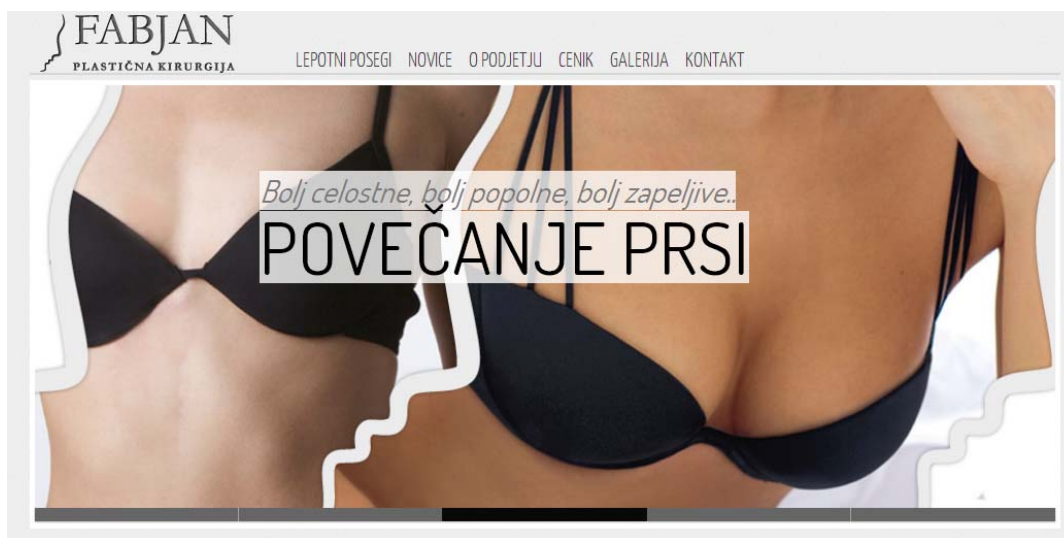 FABJAN
PLASTIČNA KIRURGIJA
LEPOTNI POSEGI NOVICE O PODJETJU CENIK GALERIJA KONTAKT
Bolj celostne, bolj popolne, bolj zapeljive..
POVEČANJE PRSI